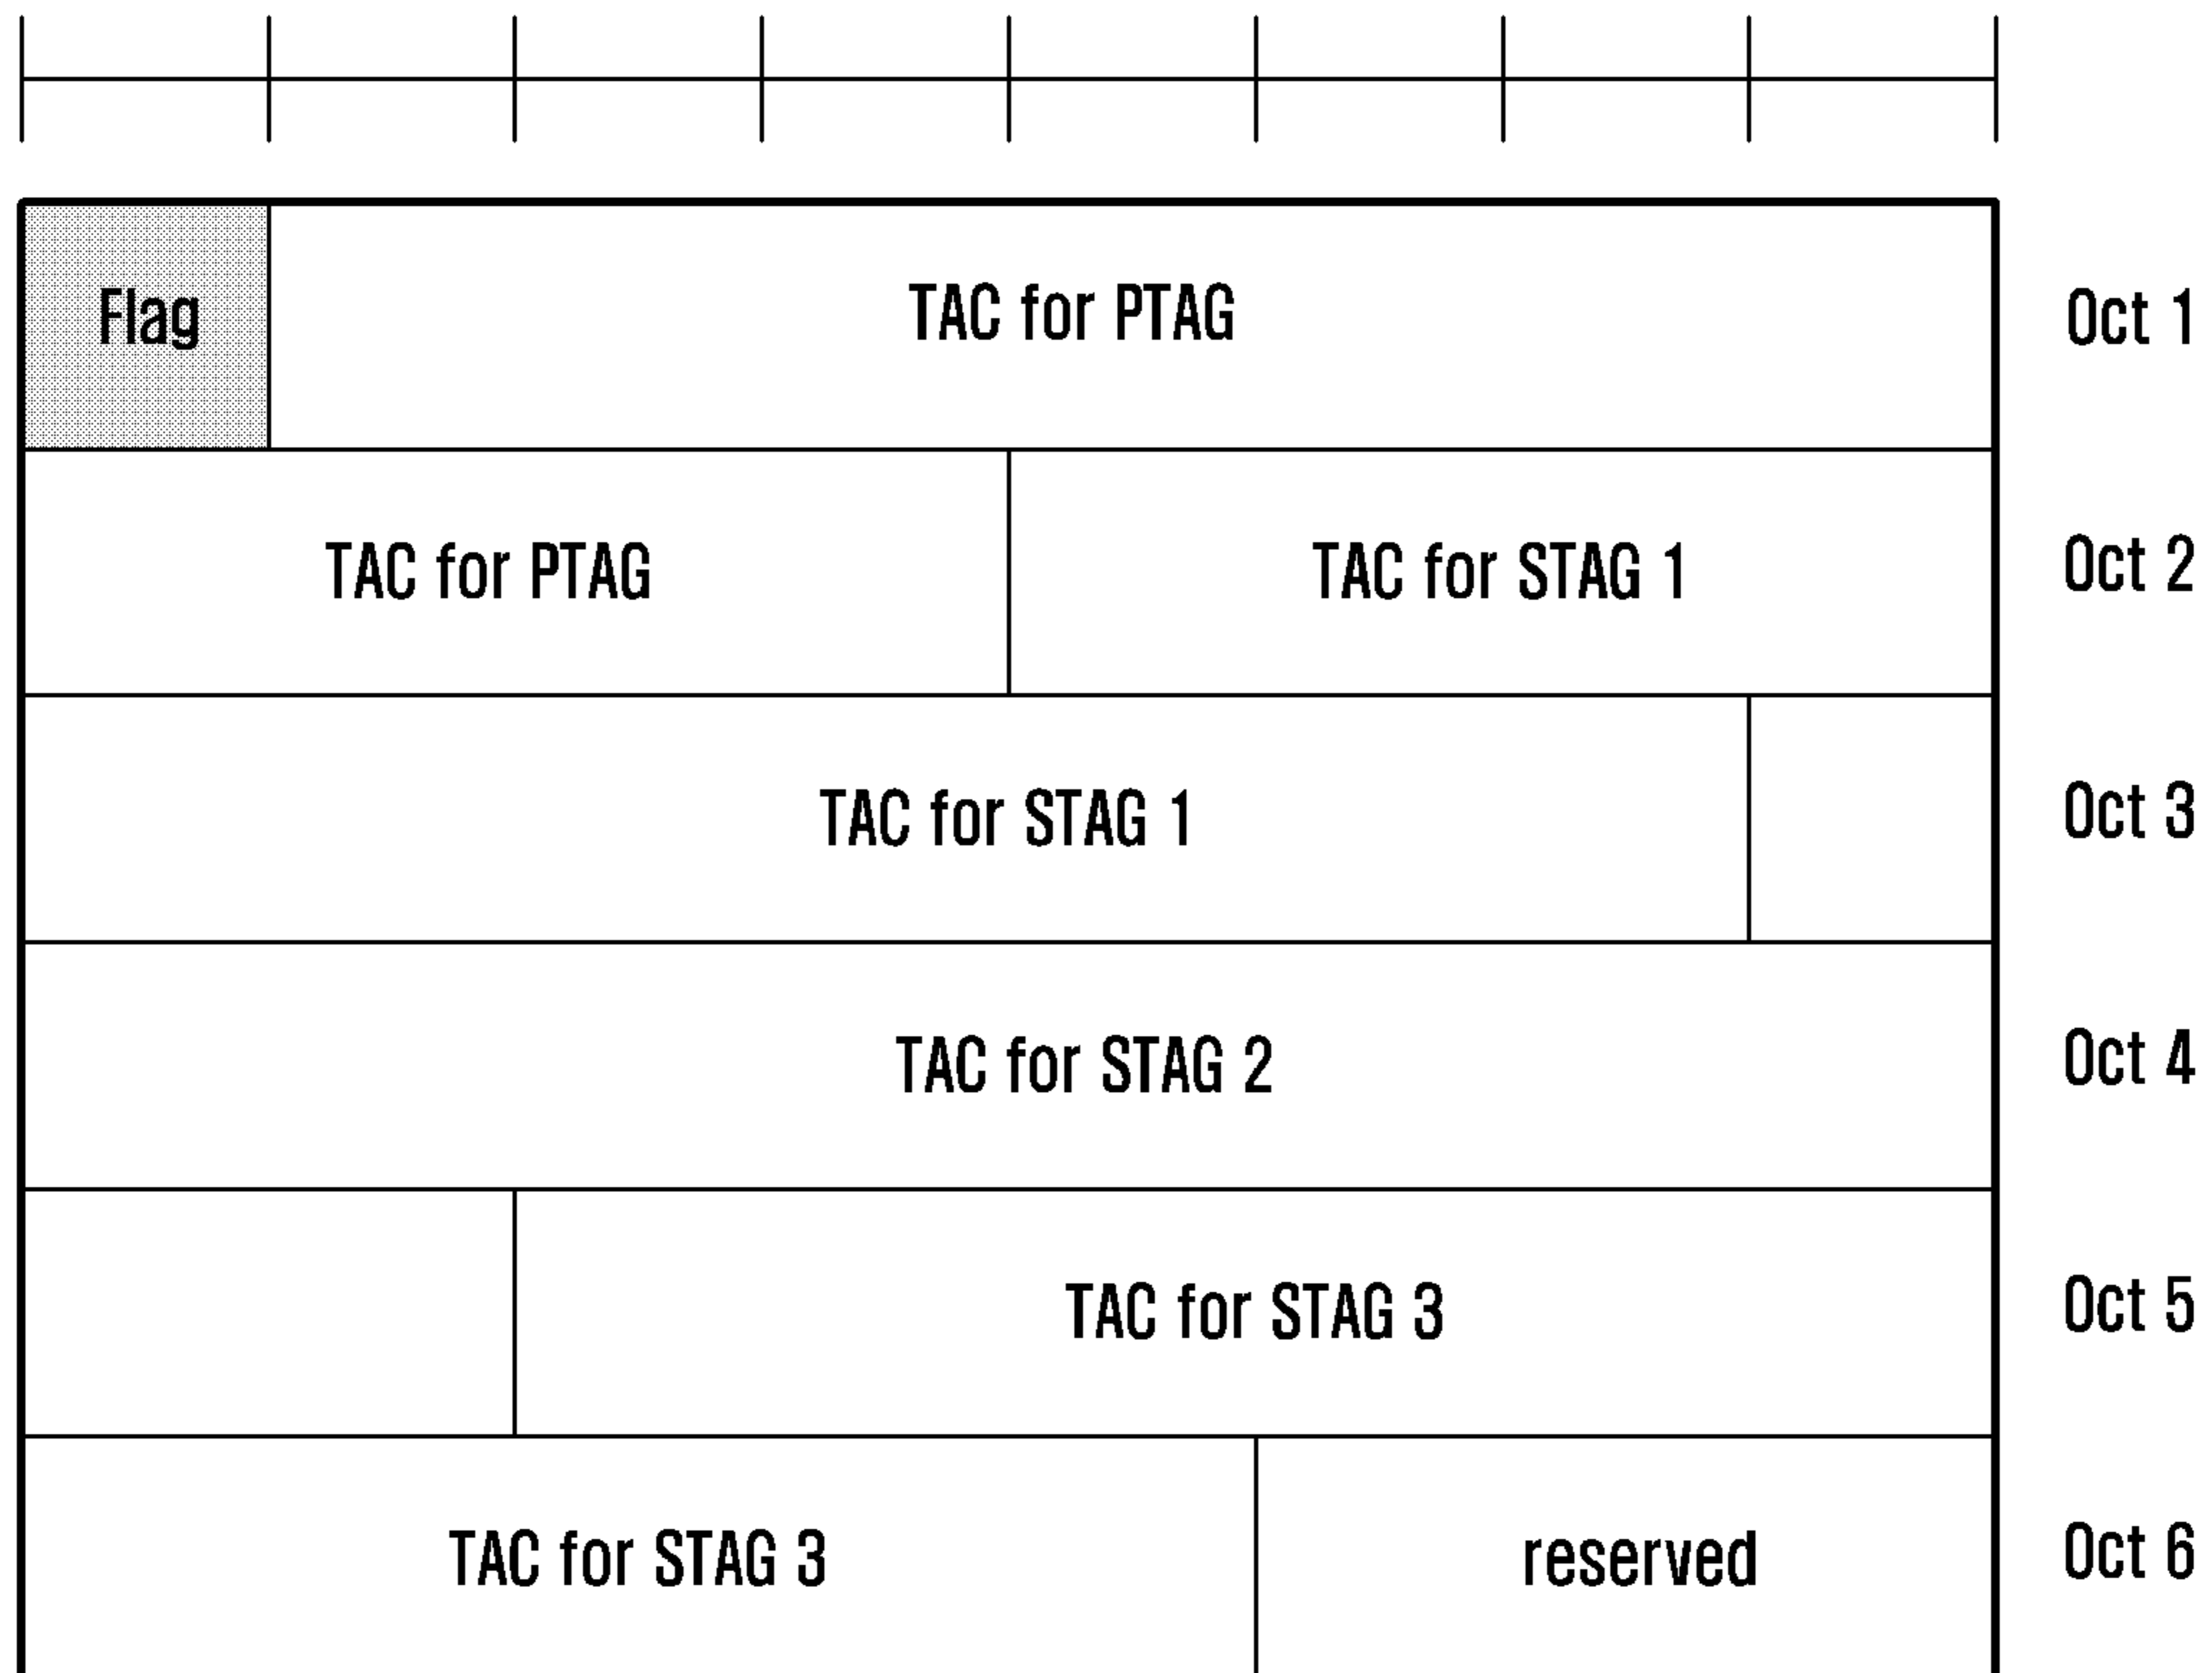 Flag TAC for PTAG Oct 1
TAC for PTAG TAC for STAG 1 Oct 2
TAC for STAG 1 Oct 3
TAC for STAG 2 Oct 4
TAC for STAG 3 Oct 5
TAC for STAG 3 reserved Oct 6